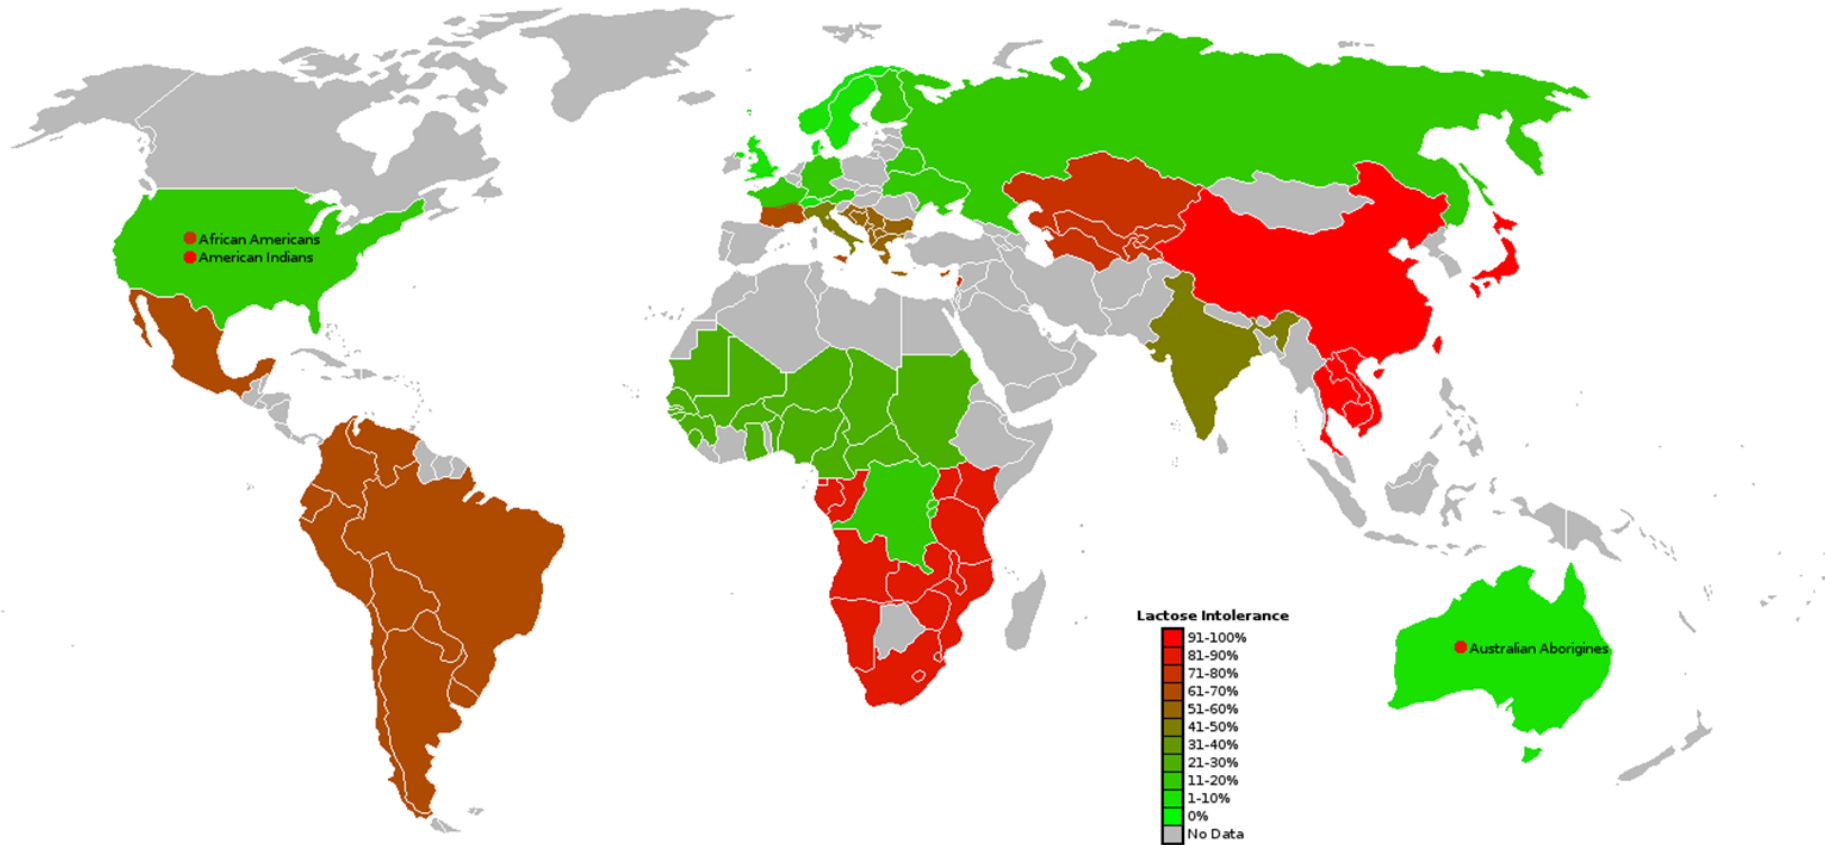 African Americans
American Indians
Lactose Intolerance
91-100%
81-90%
71-80%
61-70%
51-60%
41-50%
31-40%
21-30%
11-20%
1-10%
0%
No Data
Australian Aborigines